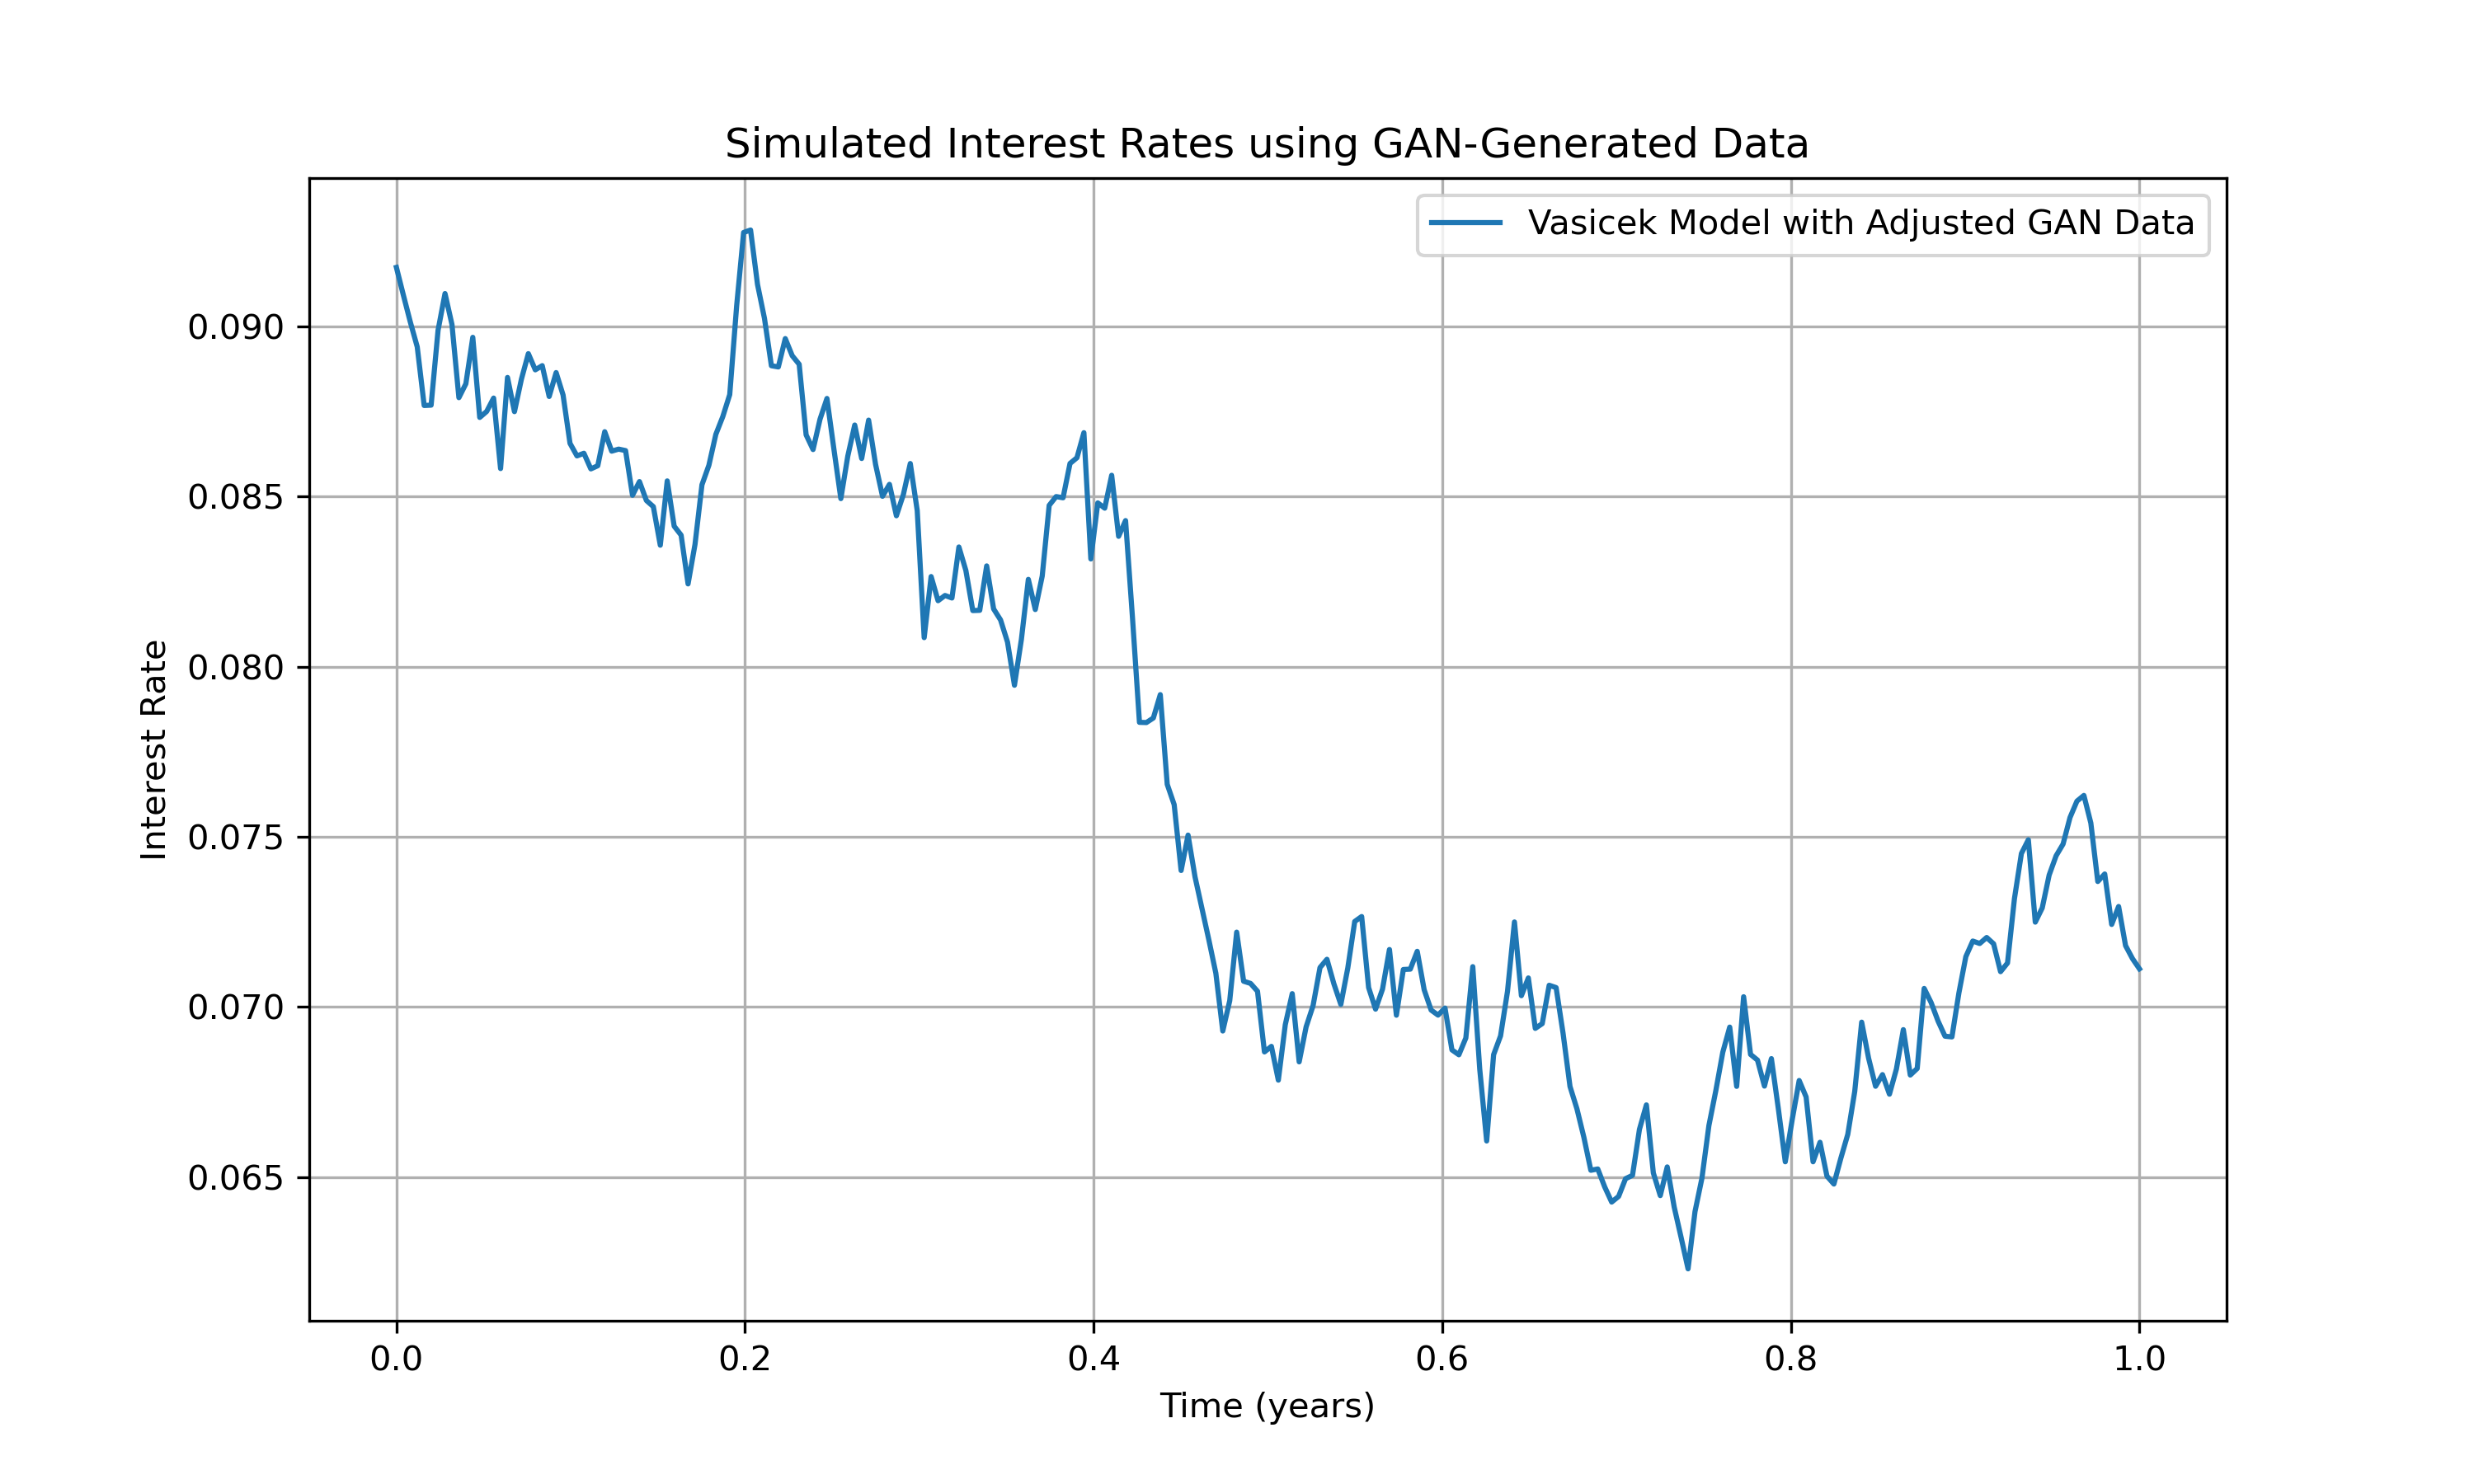 Simulated Interest Rates using GAN-Generated Data
Vasicek Model with Adjusted GAN Data
Interest Rate
0.090
0.085
0.080
0.075
0.070
0.065
0.0 0.2 0.4 0.6 0.8 1.0
Time (years)